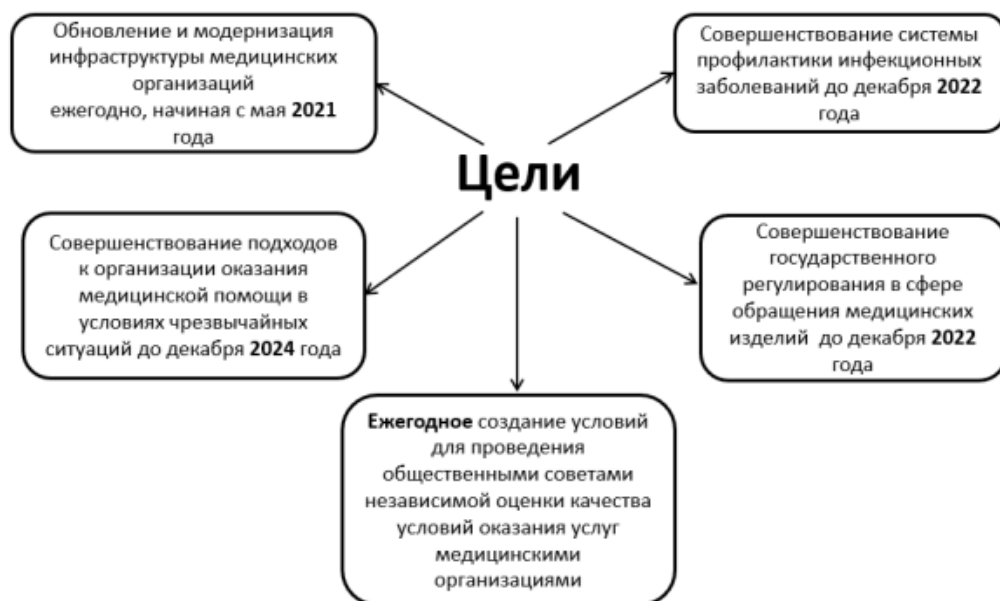 Обновление и модернизация
инфраструктуры медицинских
организаций
ежегодно, начиная с мая 2021
года
Совершенствование системы
профилактики инфекционных
заболеваний до декабря 2022
года
Цели
Совершенствование подходов
к организации оказания
медицинской помощи в
условиях чрезвычайных
ситуаций до декабря 2024 года
Совершенствование
государственного
регулирования в сфере
обращения медицинских
изделий до декабря 2022
года
Ежегодное создание условий
для проведения
общественными советами
независимой оценки качества
условий оказания услуг
медицинскими
организациями